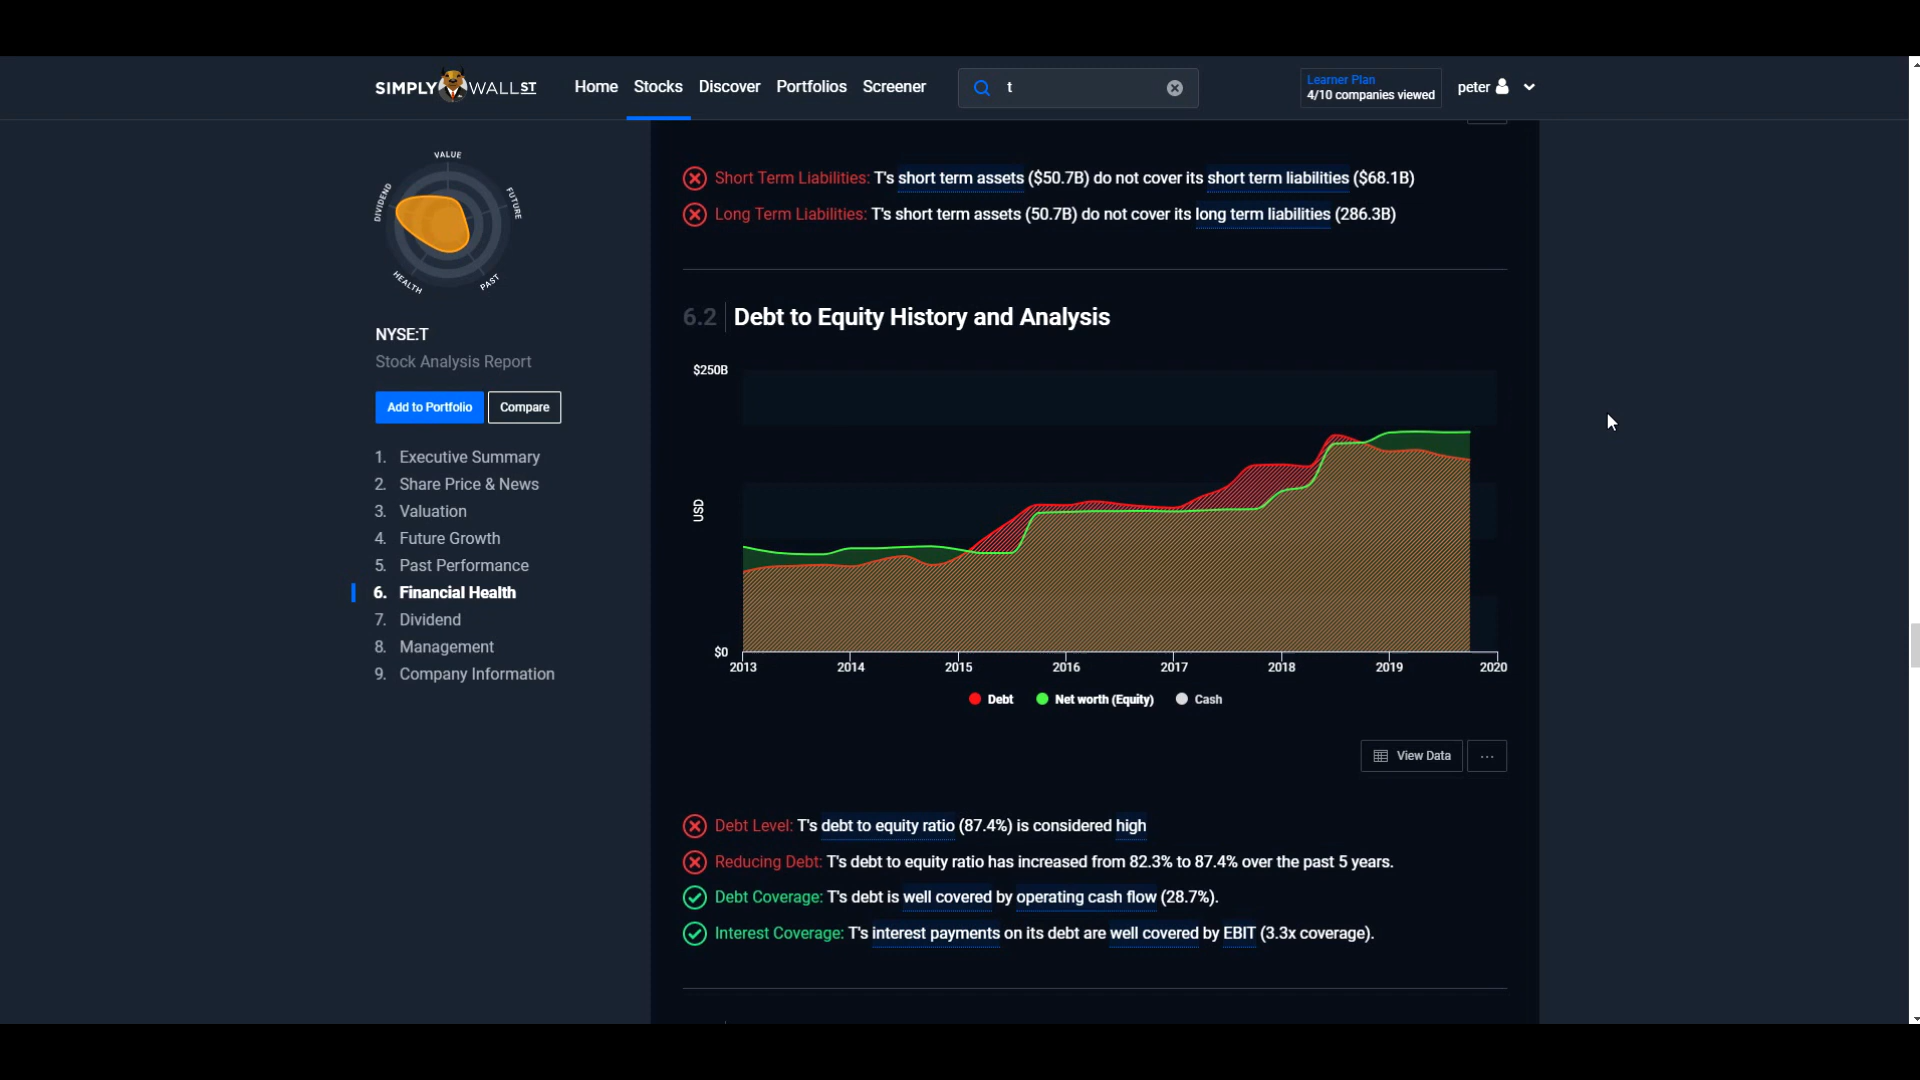 SIMPLY WALLST
Home Stocks Discover Portfolios Screener
t
Learner Plan
4/10 companies viewed
peter
VALUE
FUTURE
PAST
HEALTH
DIVIDEND
NYSE:T
Stock Analysis Report
Add to Portfolio Compare
1. Executive Summary
2. Share Price & News
3. Valuation
4. Future Growth
5. Past Performance
6. Financial Health
7. Dividend
8. Management
9. Company Information
Short Term Liabilities: T's short term assets ($50.7B) do not cover its short term liabilities ($68.1B)
Long Term Liabilities: T's short term assets (50.7B) do not cover its long term liabilities (286.3B)
6.2 Debt to Equity History and Analysis
$250B
USD
$0
2013 2014 2015 2016 2017 2018 2019 2020
Debt Net worth (Equity) Cash
View Data ...
Debt Level: T's debt to equity ratio (87.4%) is considered high
Reducing Debt: T's debt to equity ratio has increased from 82.3% to 87.4% over the past 5 years.
Debt Coverage: T's debt is well covered by operating cash flow (28.7%).
Interest Coverage: T's interest payments on its debt are well covered by EBIT (3.3x coverage).